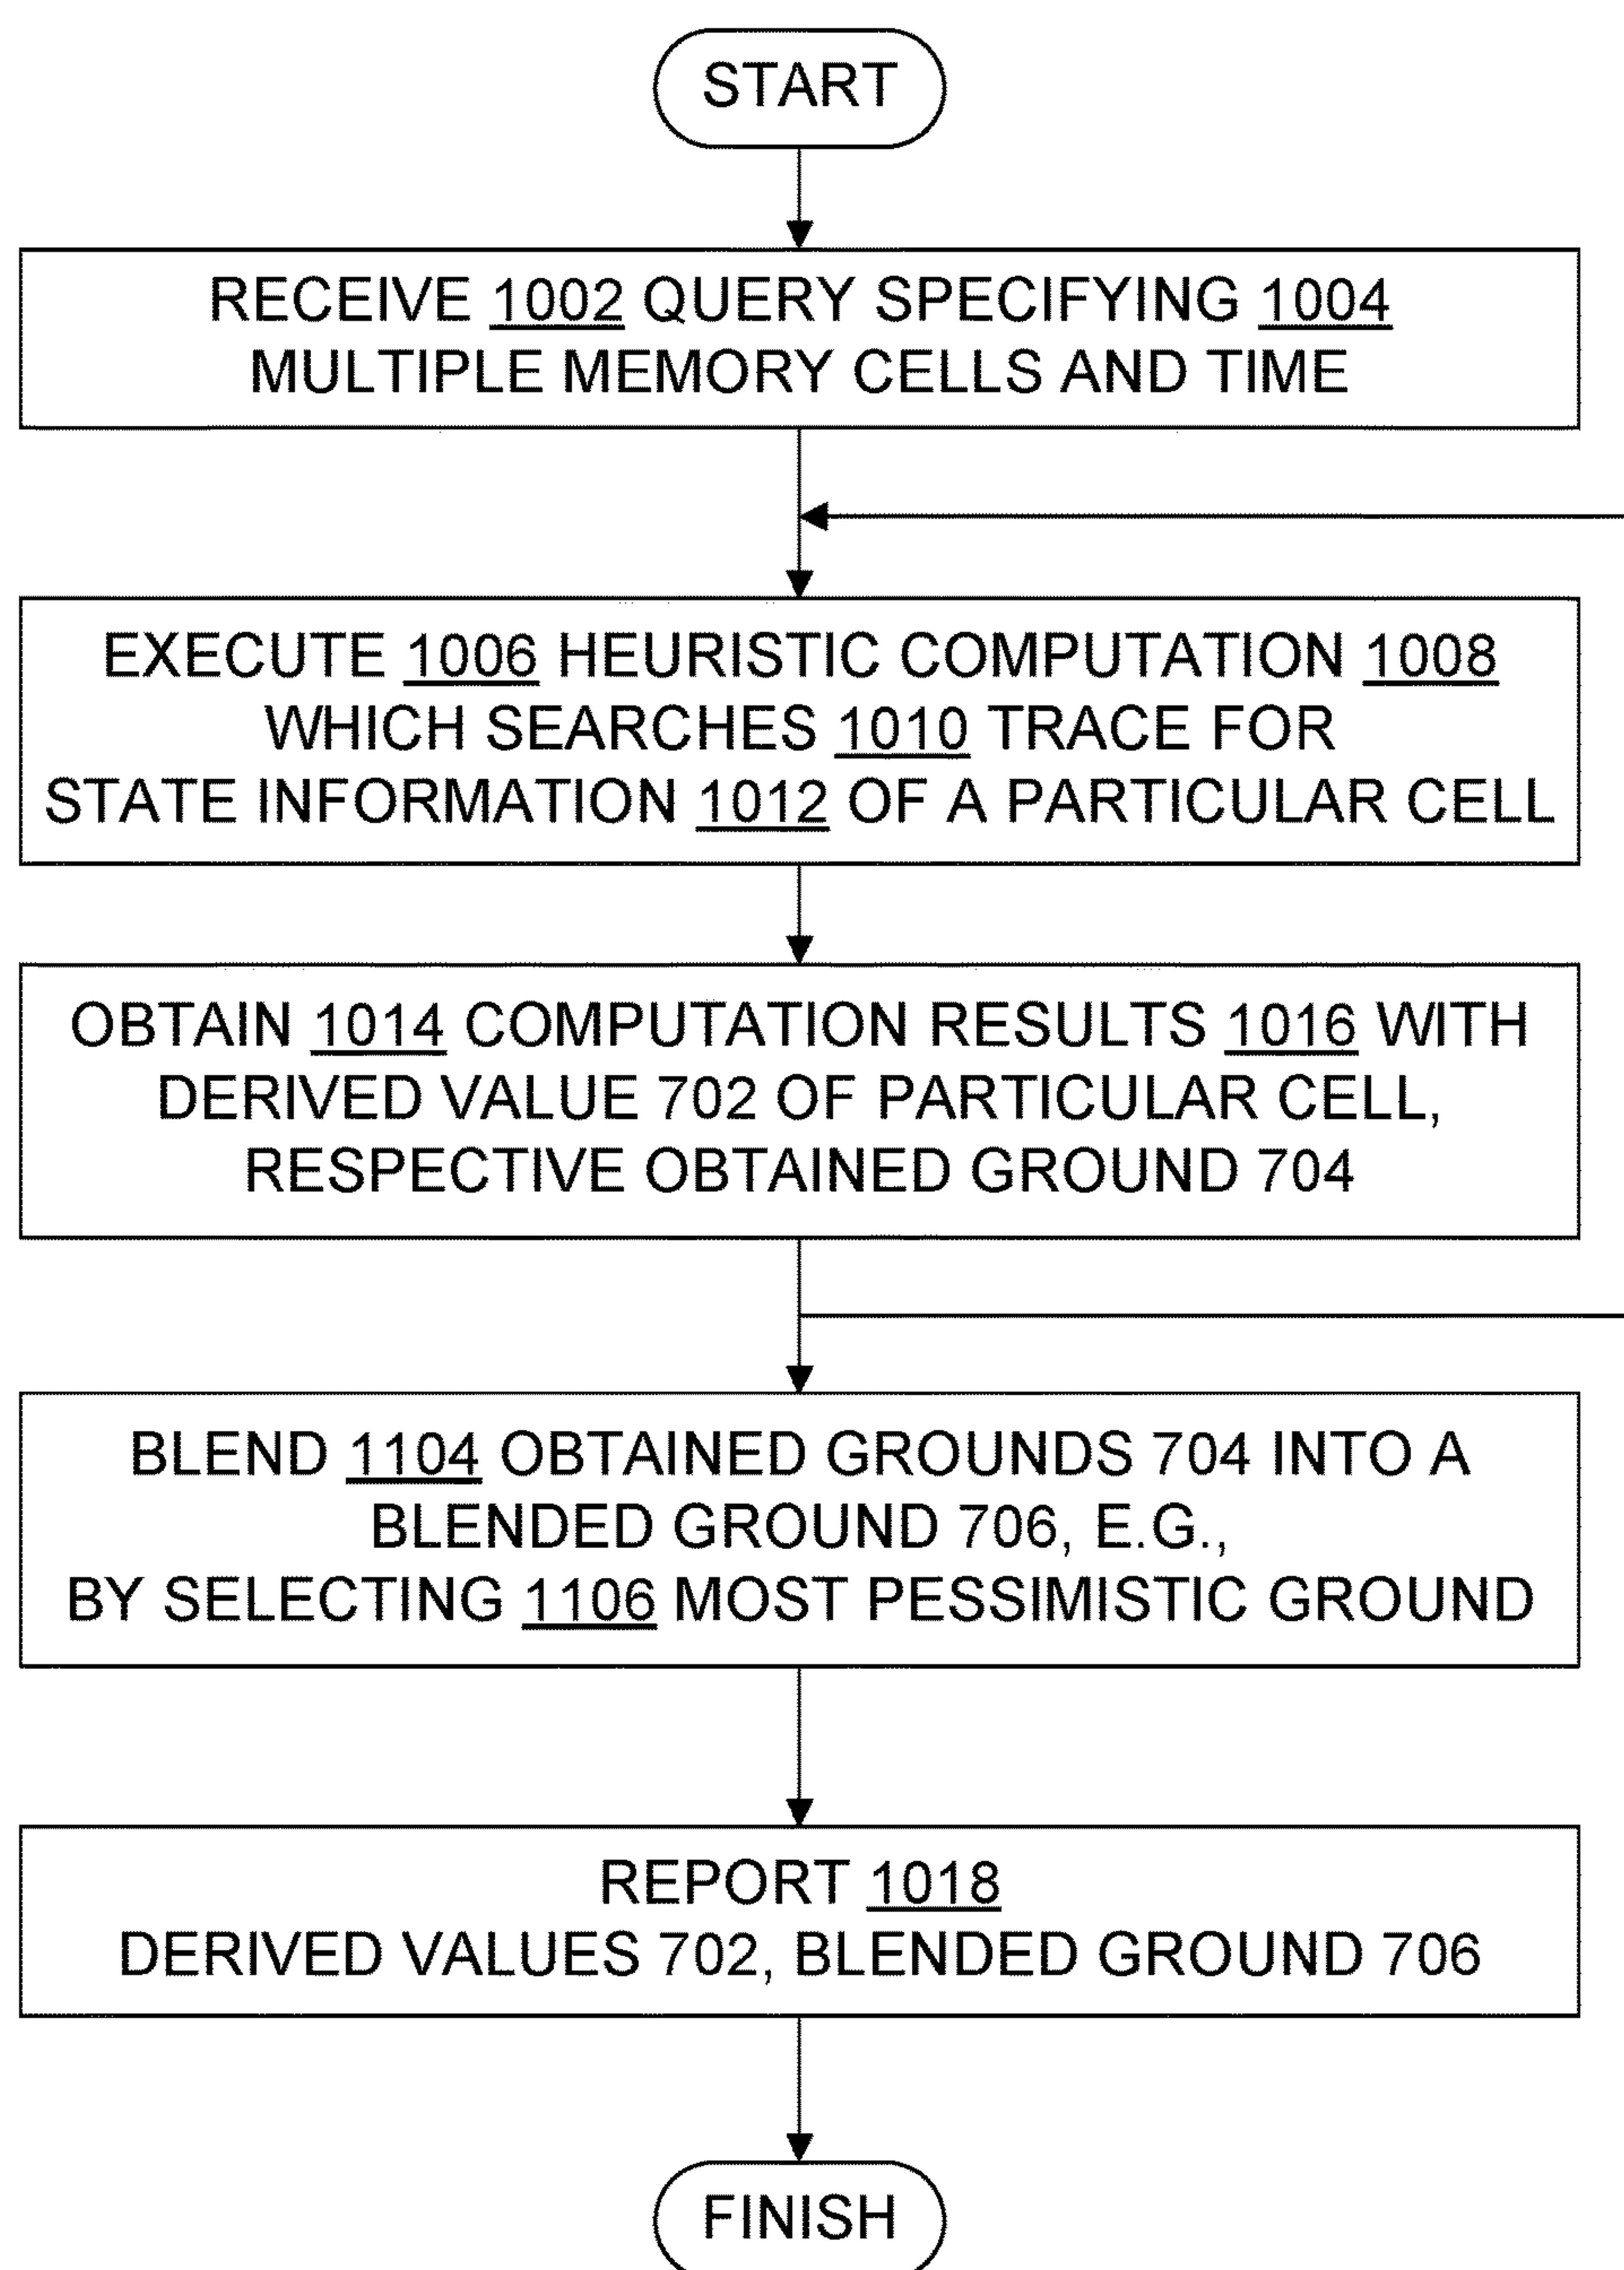 START
RECEIVE 1002 QUERY SPECIFYING 1004
MULTIPLE MEMORY CELLS AND TIME
EXECUTE 1006 HEURISTIC COMPUTATION 1008
WHICH SEARCHES 1010 TRACE FOR
STATE INFORMATION 1012 OF A PARTICULAR CELL
OBTAIN 1014 COMPUTATION RESULTS 1016 WITH
DERIVED VALUE 702 OF PARTICULAR CELL,
RESPECTIVE OBTAINED GROUND 704
BLEND 1104 OBTAINED GROUNDS 704 INTO A
BLENDED GROUND 706, E.G.,
BY SELECTING 1106 MOST PESSIMISTIC GROUND
REPORT 1018
DERIVED VALUES 702, BLENDED GROUND 706
FINISH